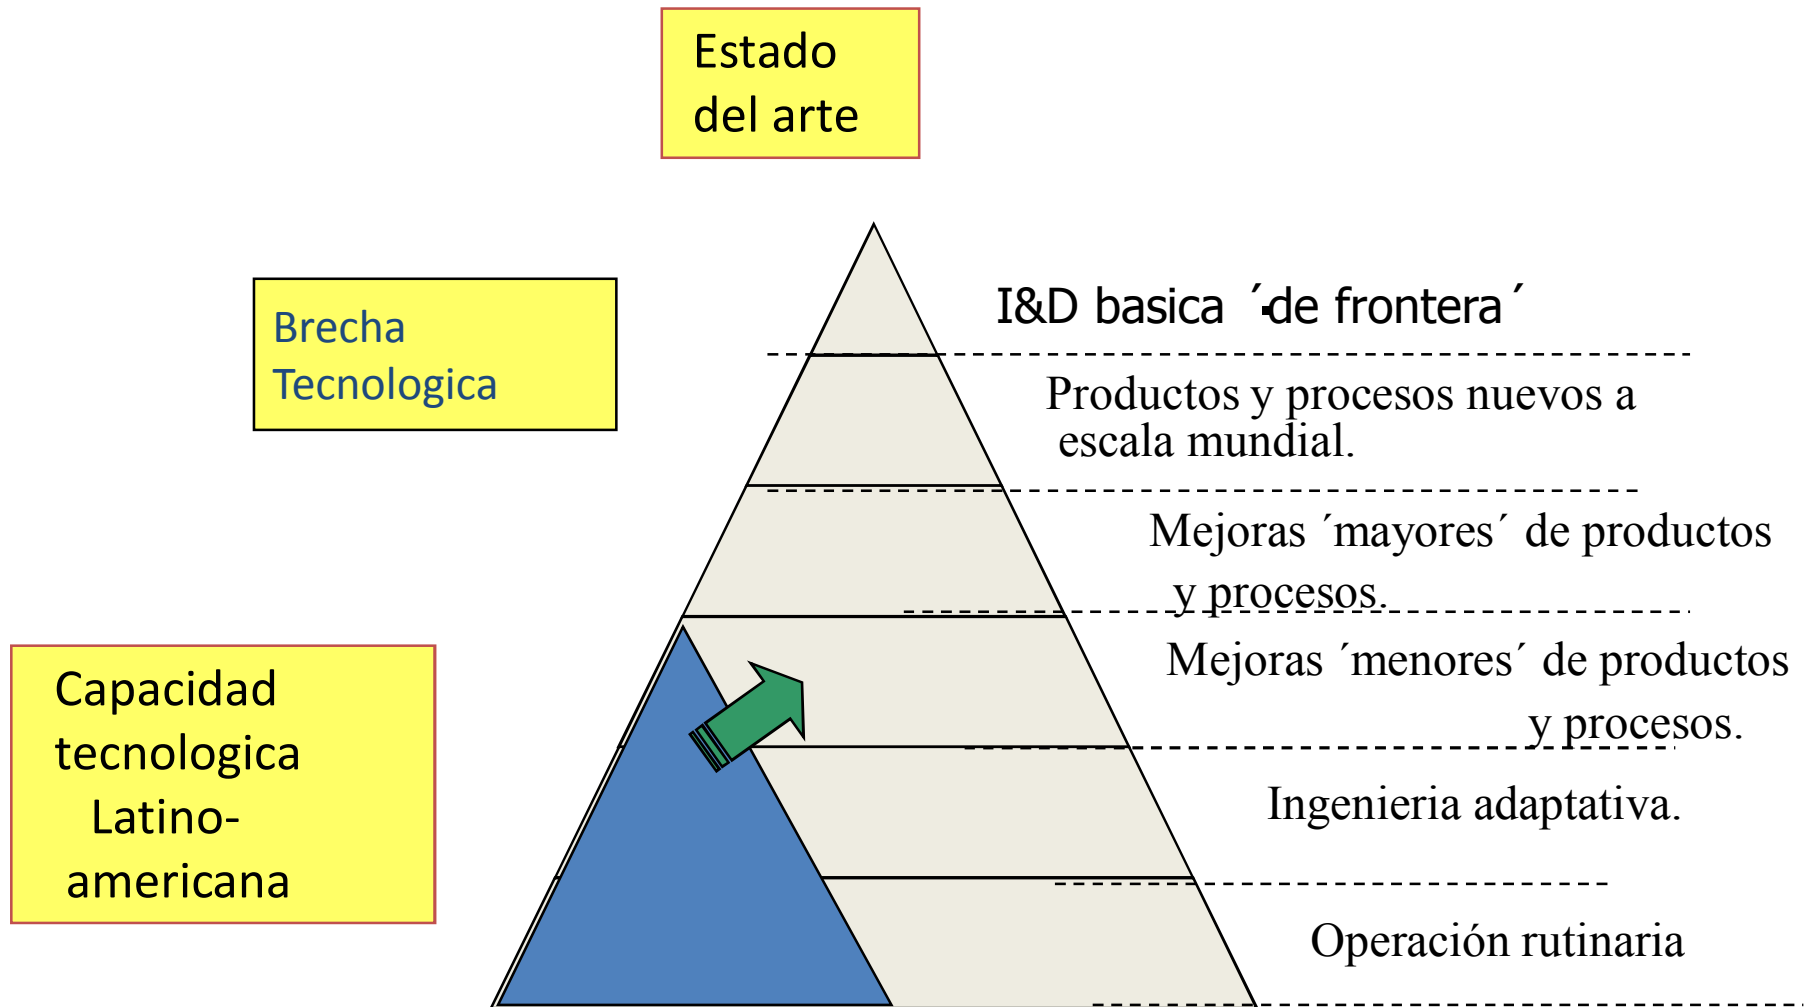 Estado
del arte
Brecha
Tecnologica
I&D basica ´de frontera´
Productos y procesos nuevos a
escala mundial.
Mejoras ´mayores´ de productos
y procesos.
Capacidad
tecnologica
Latino-
americana
Mejoras ´menores´ de productos
y procesos.
Ingenieria adaptativa.
Operación rutinaria